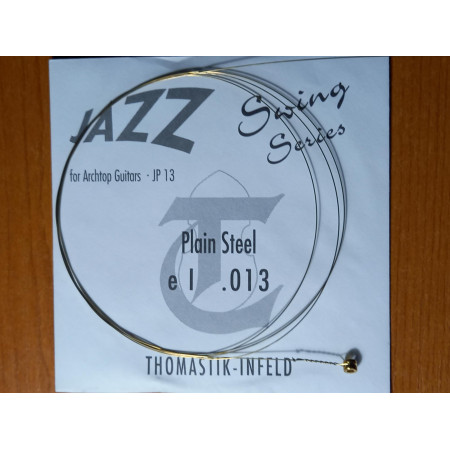 JAZZ
Swing
Series
for Archtop Guitars - JP 13
Plain Steel
e I .013
THOMASTIK-INFELD